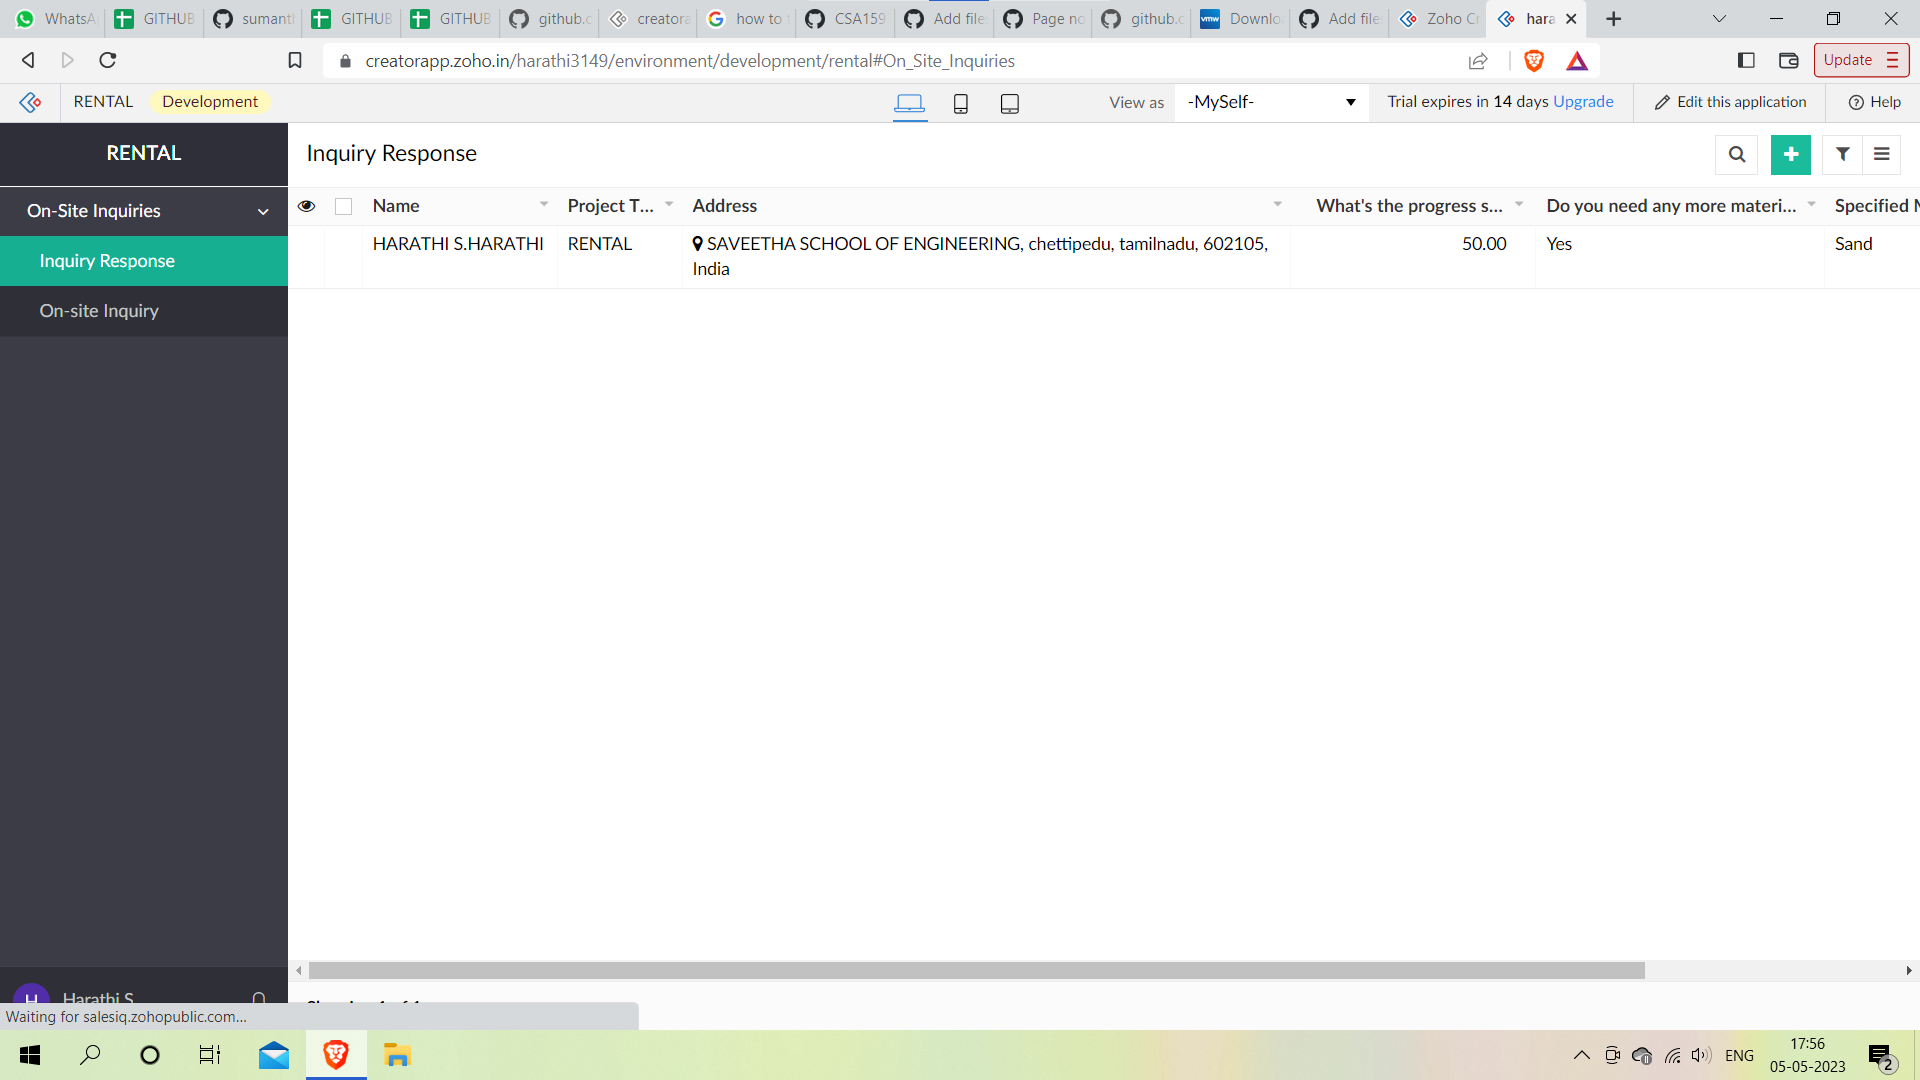 WhatsA GITHUB sumant GITHUB GITHUB github.c creatora how to CSA159 Add file Page no github.c vmw Downlo Add file Zoho Cr hara
creatorapp.zoho.in/harathi3149/environment/development/rental#On_Site_Inquiries
Update
RENTAL Development View as -MySelf- Trial expires in 14 days Upgrade Edit this application Help
RENTAL
On-Site Inquiries
Inquiry Response
On-site Inquiry
Inquiry Response
Name Project T... Address What's the progress s... Do you need any more materi... Specified
HARATHI S.HARATHI RENTAL SAVEETHA SCHOOL OF ENGINEERING, chettipedu, tamilnadu, 602105, 50.00 Yes Sand
India
H Harathi S
Waiting for salesiq.zohopublic.com...
ENG
17:56
05-05-2023
2